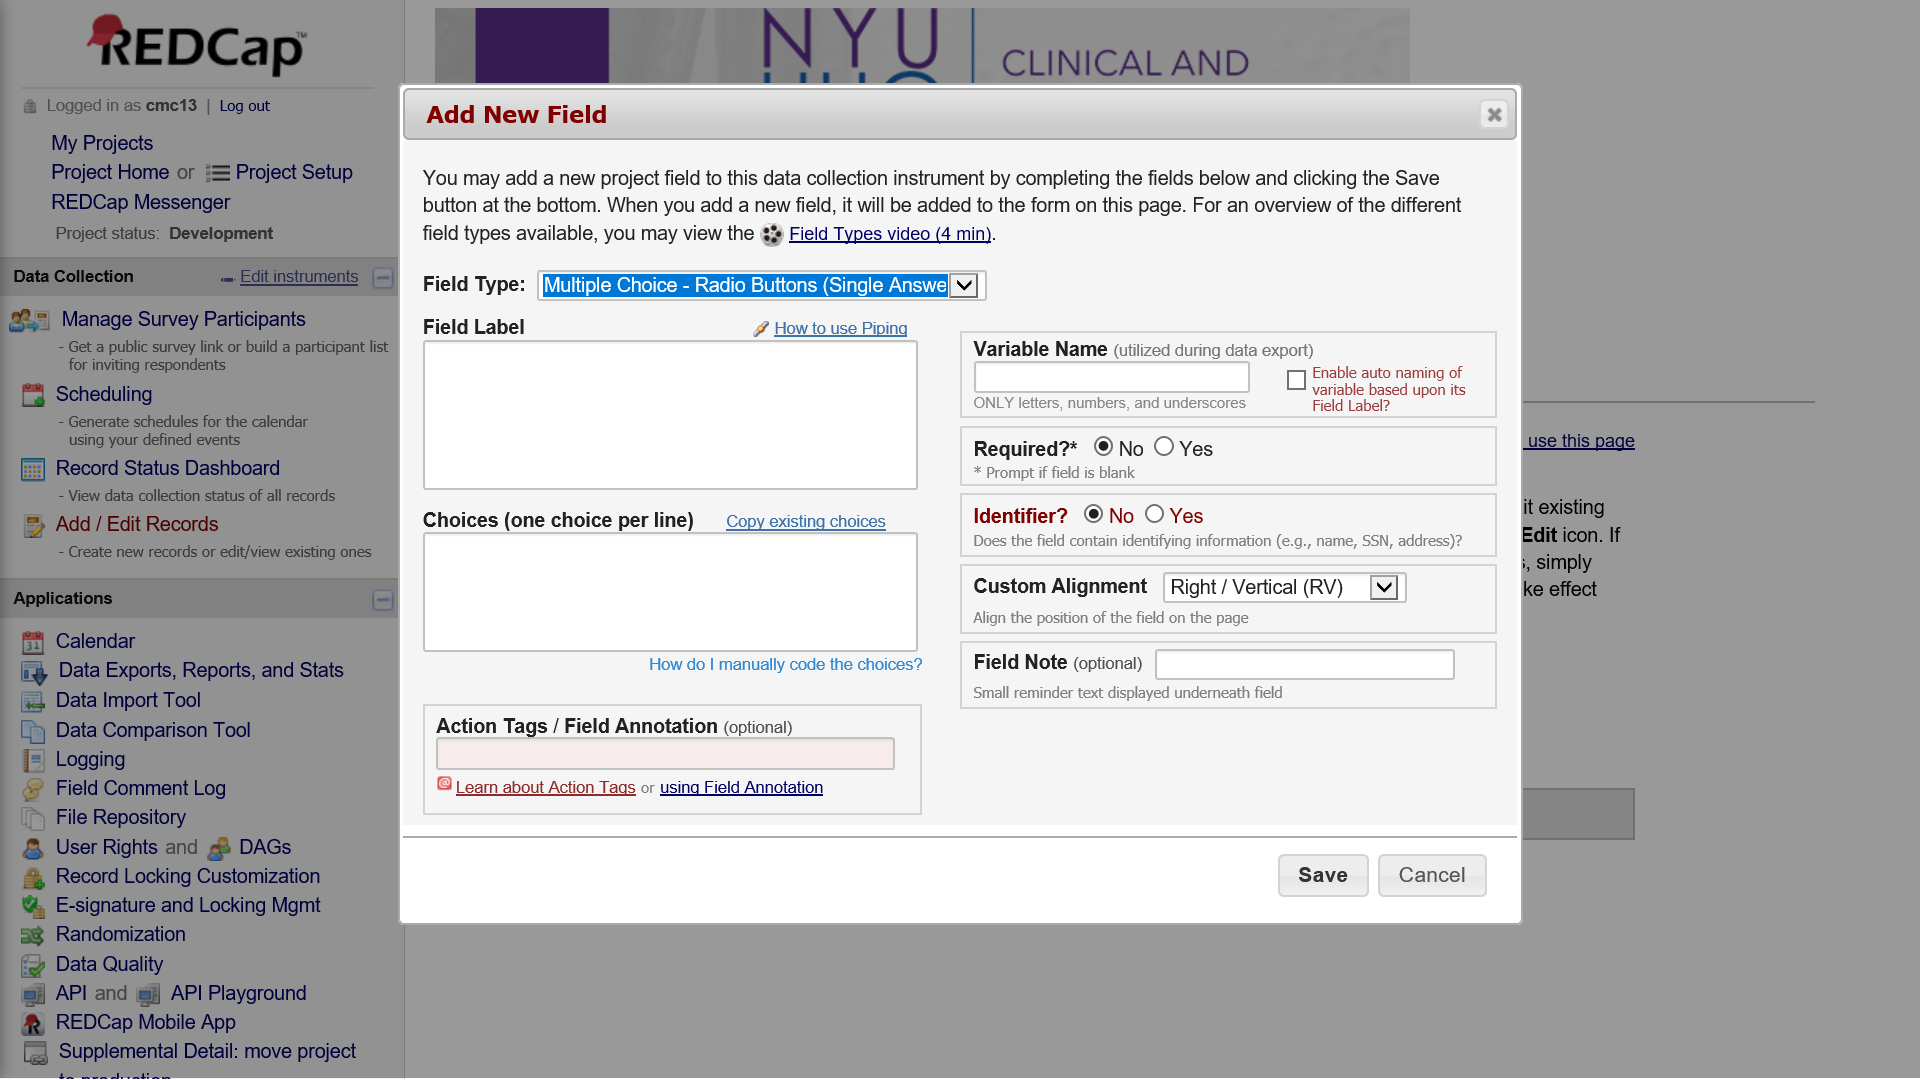 REDCap™
NYU
CLINICAL AND
Logged in as cmc13 | Log out
My Projects
Project Home or Project Setup
REDCap Messenger
Project status: Development
Data Collection Edit instruments
Manage Survey Participants
- Get a public survey link or build a participant list
for inviting respondents
Scheduling
- Generate schedules for the calendar
using your defined events
Record Status Dashboard
- View data collection status of all records
Add / Edit Records
- Create new records or edit/view existing ones
Applications
Calendar
Data Exports, Reports, and Stats
Data Import Tool
Data Comparison Tool
Logging
Field Comment Log
File Repository
User Rights and DAGs
Record Locking Customization
E-signature and Locking Mgmt
Randomization
Data Quality
API and API Playground
REDCap Mobile App
Supplemental Detail: move project
to production
Add New Field
You may add a new project field to this data collection instrument by completing the fields below and clicking the Save
button at the bottom. When you add a new field, it will be added to the form on this page. For an overview of the different
field types available, you may view the Field Types video (4 min).
Field Type: Multiple Choice - Radio Buttons (Single Answe
Field Label How to use Piping
Choices (one choice per line) Copy existing choices
How do I manually code the choices?
Action Tags / Field Annotation (optional)
Learn about Action Tags or using Field Annotation
Variable Name (utilized during data export)
Enable auto naming of
variable based upon its
Field Label?
ONLY letters, numbers, and underscores
Required?* No Yes
* Prompt if field is blank
Identifier? No Yes
Does the field contain identifying information (e.g., name, SSN, address)?
Custom Alignment Right / Vertical (RV)
Align the position of the field on the page
Field Note (optional)
Small reminder text displayed underneath field
Save Cancel
use this page
it existing
Edit icon. If
s, simply
ke effect